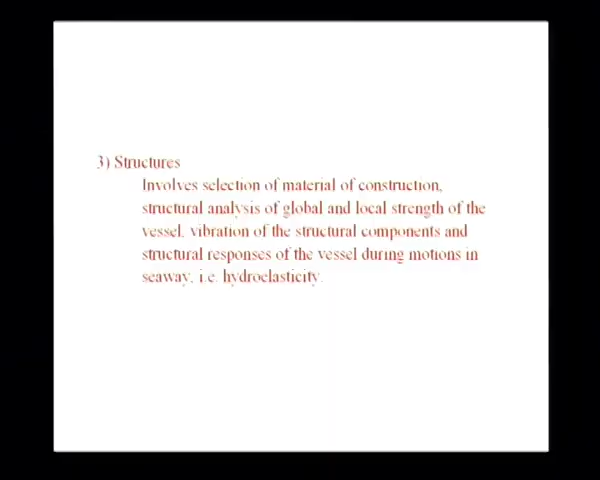 3) Structures
Involves selection of material of construction,
structural analysis of global and local strength of the
vessel, vibration of the structural components and
structural responses of the vessel during motions in
seaway, i.e. hydroelasticity.